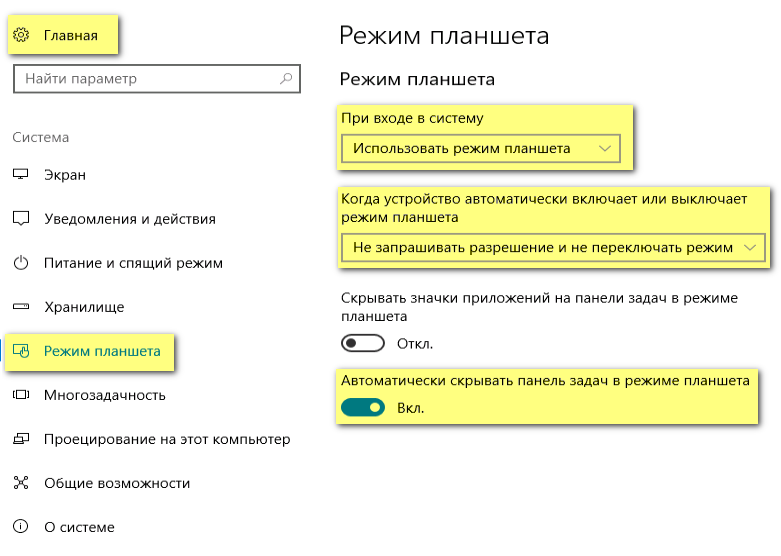 Главная
Найти параметр
Система
Экран
Уведомления и действия
Питание и спящий режим
Хранилище
Режим планшета
Многозадачность
Проецирование на этот компьютер
Общие возможности
О системе
Режим планшета
Режим планшета
При входе в систему
Использовать режим планшета
Когда устройство автоматически включает или выключает
режим планшета
Не запрашивать разрешение и не переключать режим
Скрывать значки приложений на панели задач в режиме
планшета
Откл.
Автоматически скрывать панель задач в режиме планшета
Вкл.